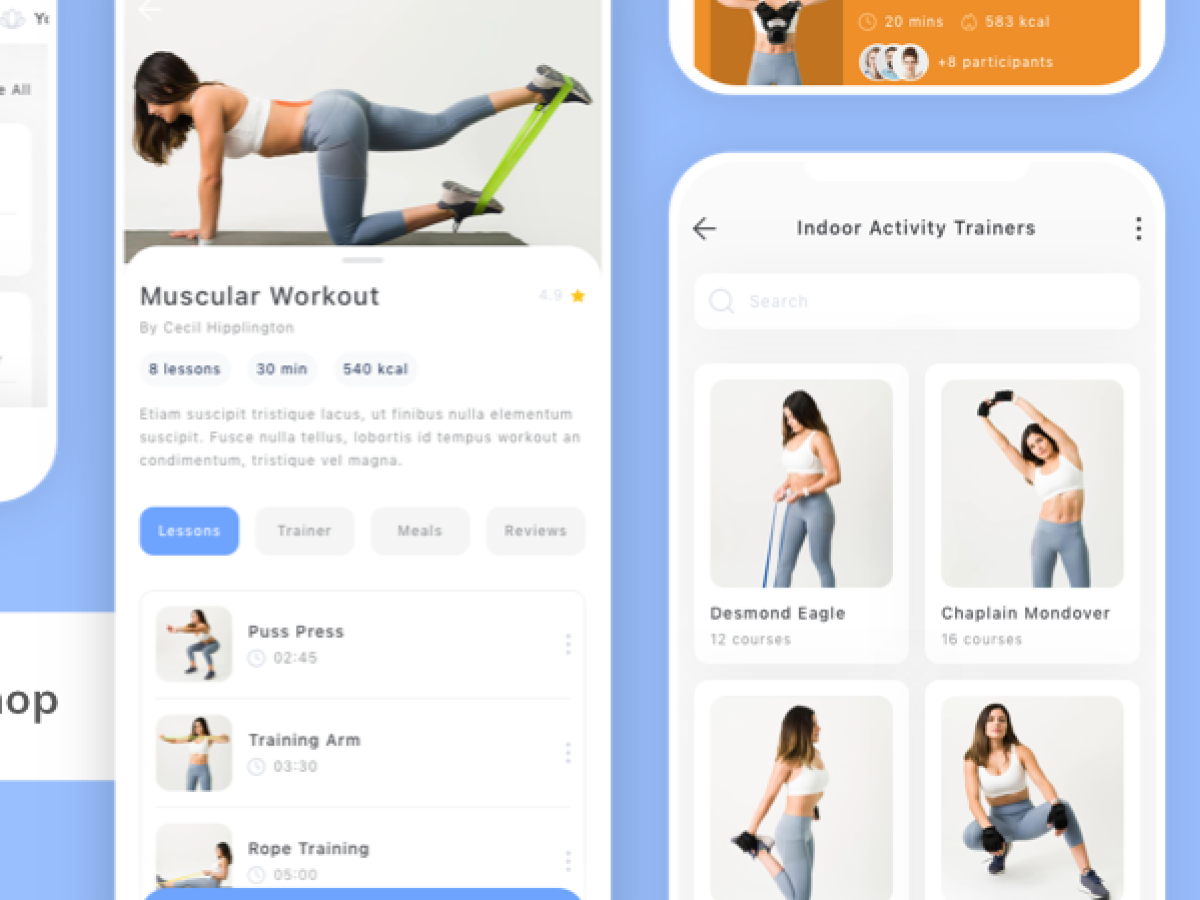 e All
op
Muscular Workout
4.9
By Cecil Hipplington
8 lessons
30 min
540 kcal
Etiam suscipit tristique lacus, ut finibus nulla elementum
suscipit. Fusce nulla tellus, lobortis id tempus workout an
condimentum, tristique vel magna.
Lessons
Trainer
Meals
Reviews
Puss Press
02:45
Training Arm
03:30
Rope Training
05:00
20 mins
583 kcal
+8 participants
Indoor Activity Trainers
Search
Desmond Eagle
12 courses
Chaplain Mondover
16 courses